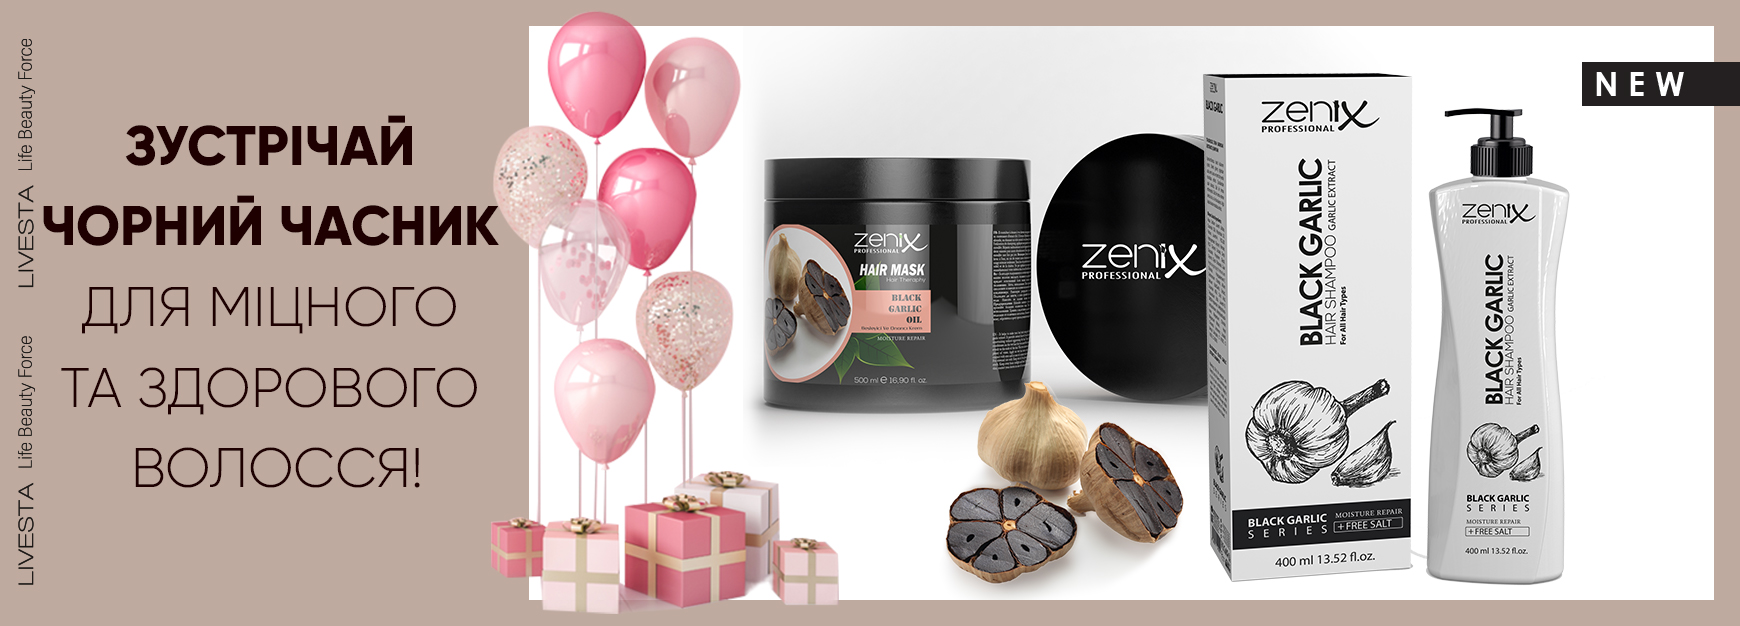 LIVESTA Life Beauty Force
LIVESTA Life Beauty Force
ЗУСТРІЧАЙ
ЧОРНИЙ ЧАСНИК
ДЛЯ МІЦНОГО
ТА ЗДОРОВОГО
ВОЛОССЯ!
zenix
PROFESSIONAL
HAIR MASK
Hair Theraphy
BLACK
GARLIC
OIL
MOISTURE REPAIR
500 ml e 16,90 fl. oz.
zenix
PROFESSIONAL
zenix
PROFESSIONAL
BLACK GARLIC
HAIR SHAMPOO GARLIC EXTRACT
For All Hair Types
BLACK GARLIC
SERIES
MOISTURE REPAIR
+FREE SALT
400 ml 13.52 fl.oz.
NEW
zenix
PROFESSIONAL
BLACK GARLIC
HAIR SHAMPOO GARLIC EXTRACT
For All Hair Types
BLACK GARLIC
SERIES
MOISTURE REPAIR
+FREE SALT
400 ml 13.52 fl.oz.